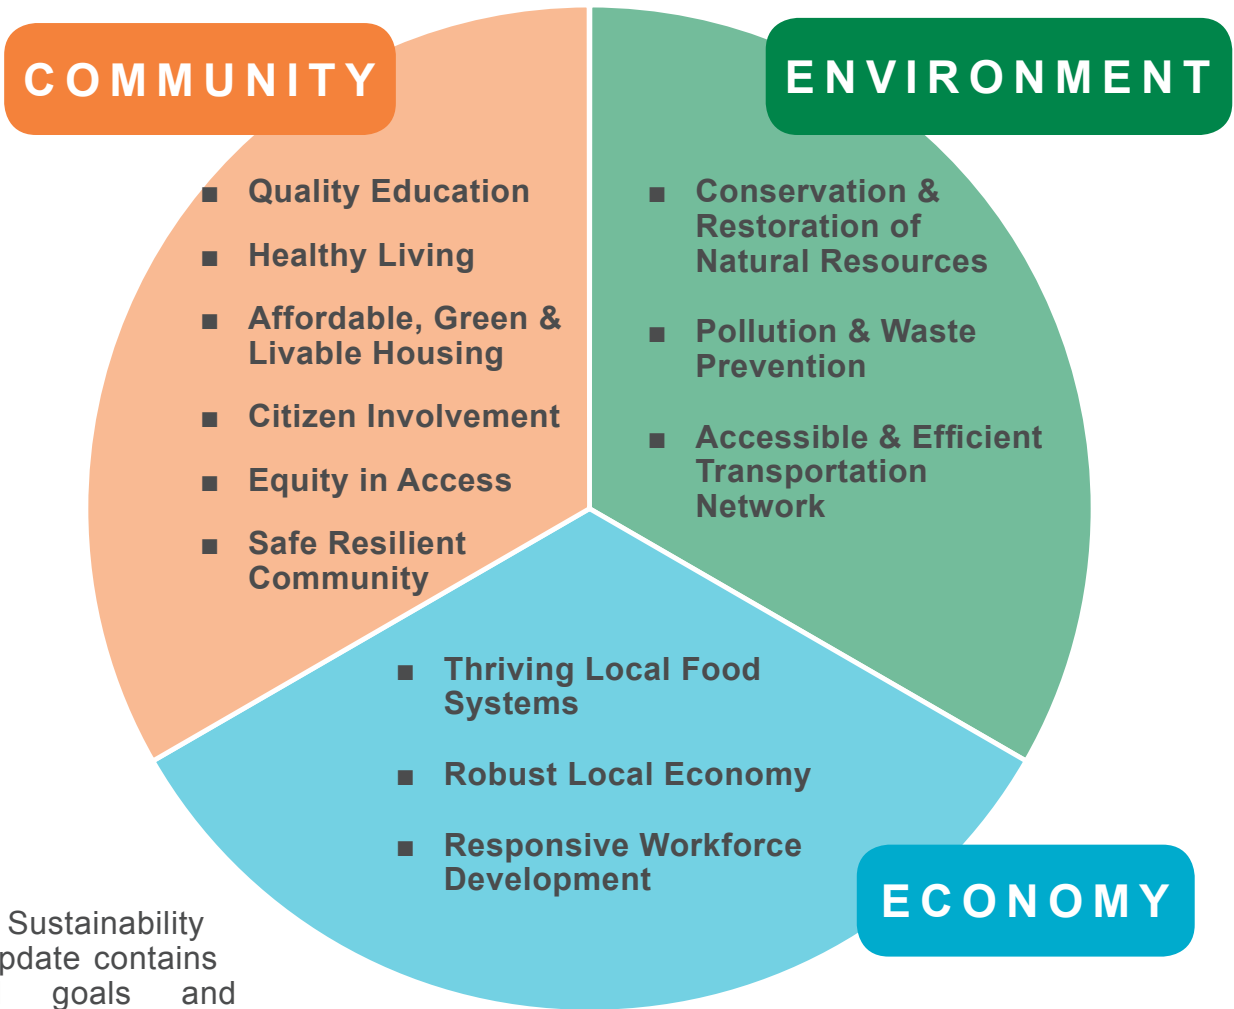 COMMUNITY
ENVIRONMENT
■ Quality Education
■ Healthy Living
■ Affordable, Green &
Livable Housing
■ Citizen Involvement
■ Equity in Access
■ Safe Resilient
Community
■ Conservation &
Restoration of
Natural Resources
■ Pollution & Waste
Prevention
■ Accessible & Efficient
Transportation
Network
■ Thriving Local Food
Systems
■ Robust Local Economy
■ Responsive Workforce
Development
ECONOMY
Sustainability
pdate contains
goals and